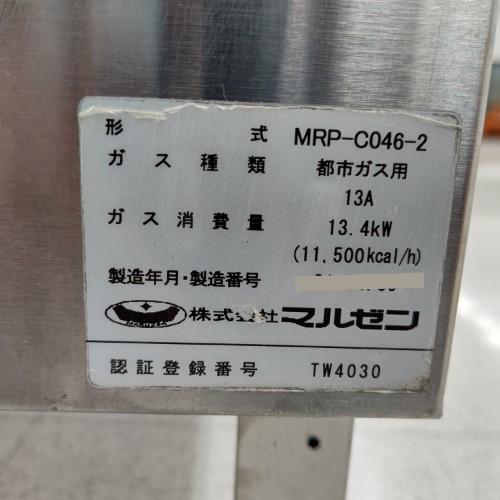 形 式 MRP-C046-2
ガス種類 都市ガス用
13A
ガス消費量 13.4kW
(11,500kcal/h)
製造年月・製造番号
MARUZEN 株式会社 マルゼン
認証登録番号 TW4030